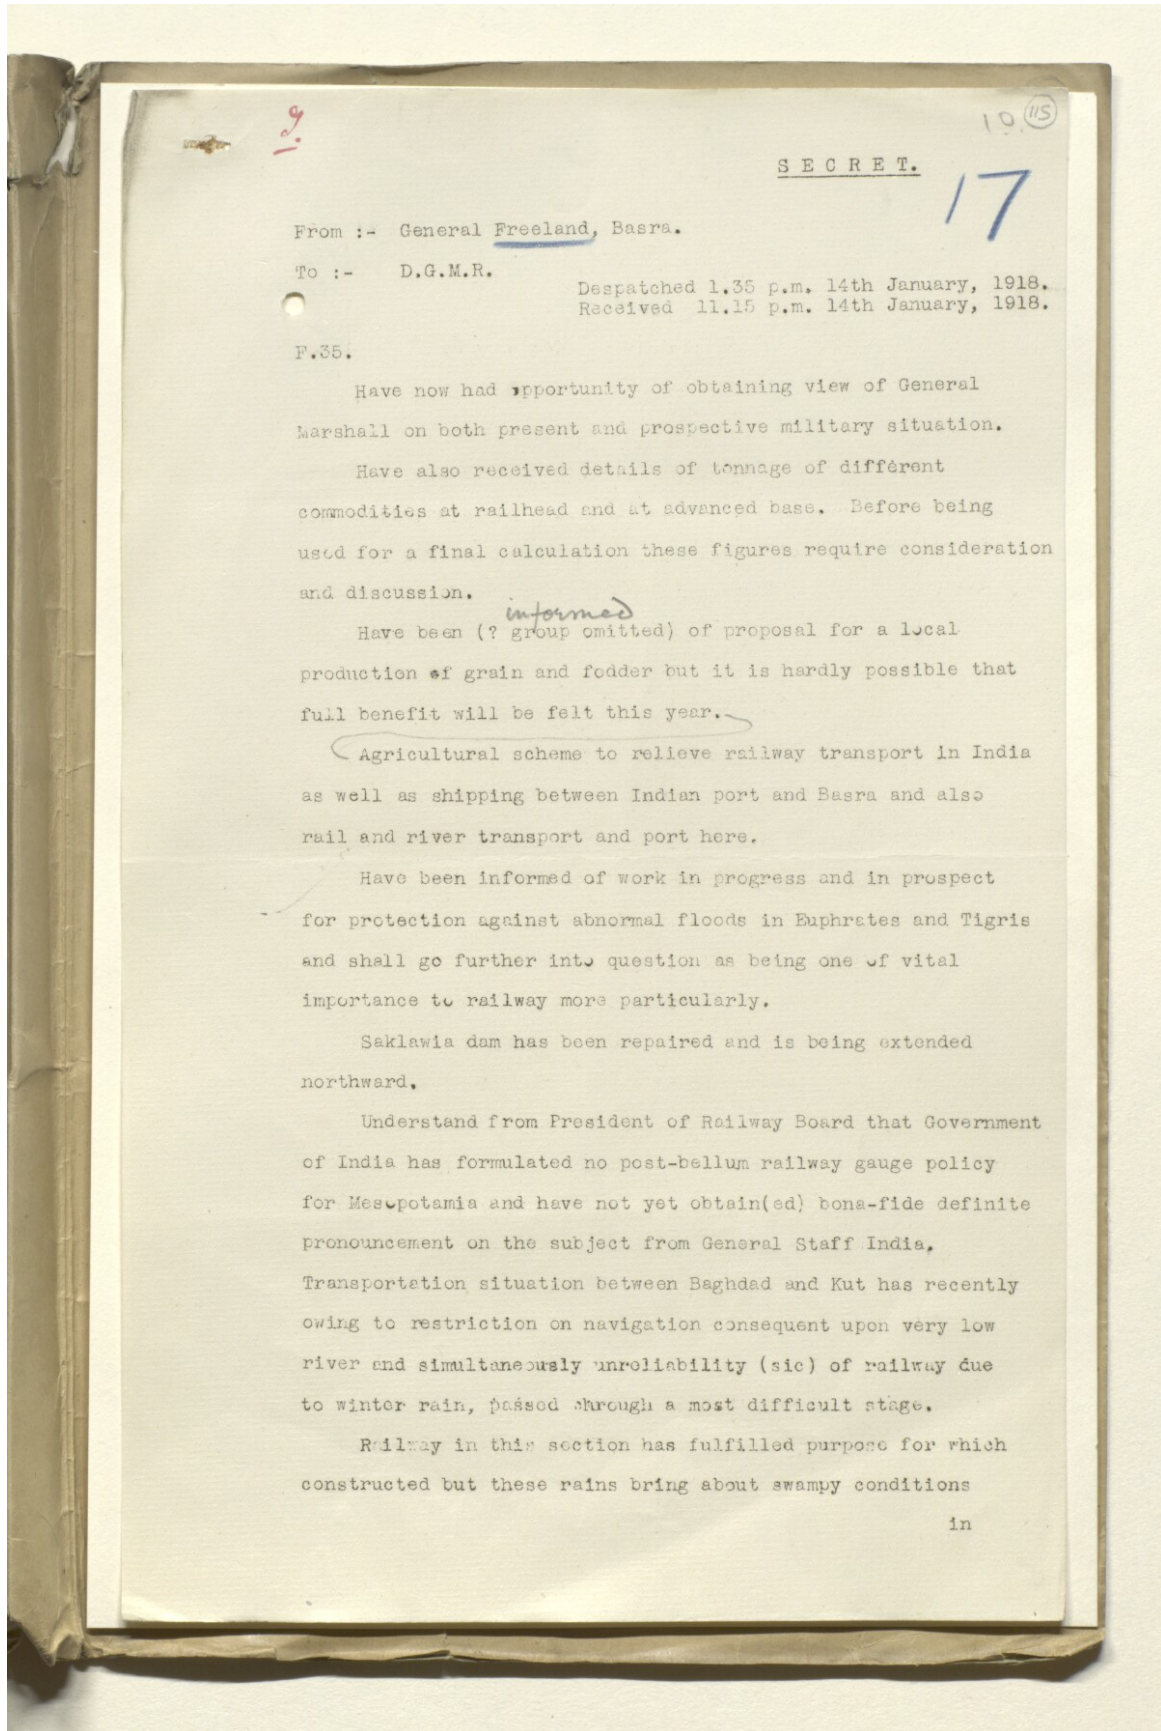 9.
10. 115
SECRET.
17
From :- General Freeland, Basra.
To :- D.G.M.R.
Despatched 1.35 p.m. 14th January, 1918.
Received 11.15 p.m. 14th January, 1918.
F.35.
Have now had opportunity of obtaining view of General
Marshall on both present and prospective military situation.
Have also received details of tonnage of different
commodities at railhead and at advanced base. Before being
used for a final calculation these figures require consideration
and discussion.
informed
Have been (? group omitted) of proposal for a local
production of grain and fodder but it is hardly possible that
full benefit will be felt this year.
Agricultural scheme to relieve railway transport in India
as well as shipping between Indian port and Basra and also
rail and river transport and port here.
Have been informed of work in progress and in prospect
for protection against abnormal floods in Euphrates and Tigris
and shall go further into question as being one of vital
importance to railway more particularly.
Saklawia dam has been repaired and is being extended
northward.
Understand from President of Railway Board that Government
of India has formulated no post-bellum railway gauge policy
for Mesopotamia and have not yet obtain(ed) bona-fide definite
pronouncement on the subject from General Staff India.
Transportation situation between Baghdad and Kut has recently
owing to restriction on navigation consequent upon very low
river and simultaneously unreliability (sic) of railway due
to winter rain, passed through a most difficult stage.
Railway in this section has fulfilled purpose for which
constructed but these rains bring about swampy conditions
in